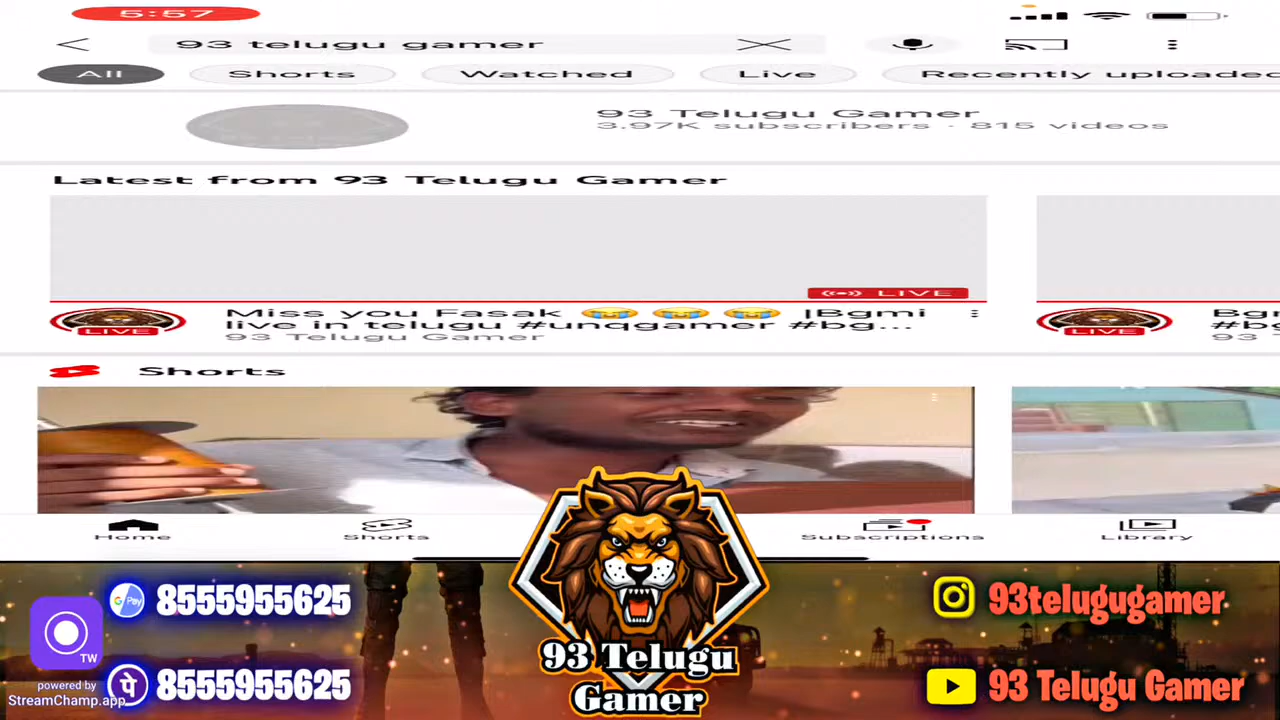 5:57
93 telugu gamer
All Shorts Watched Live Recently uploaded
93 Telugu Gamer
3.97K subscribers · 815 videos
Latest from 93 Telugu Gamer
LIVE
LIVE
Miss you Fasak 😭 😭 😭 |Bgmi
live in telugu #unqgamer #bg...
93 Telugu Gamer
LIVE
Bg
#b
93
Shorts
Home Shorts Subscriptions Library
G Pay 8555955625
पे 8555955625
TW
powered by
StreamChamp.app
93 Telugu
Gamer
93telugugamer
93 Telugu Gamer